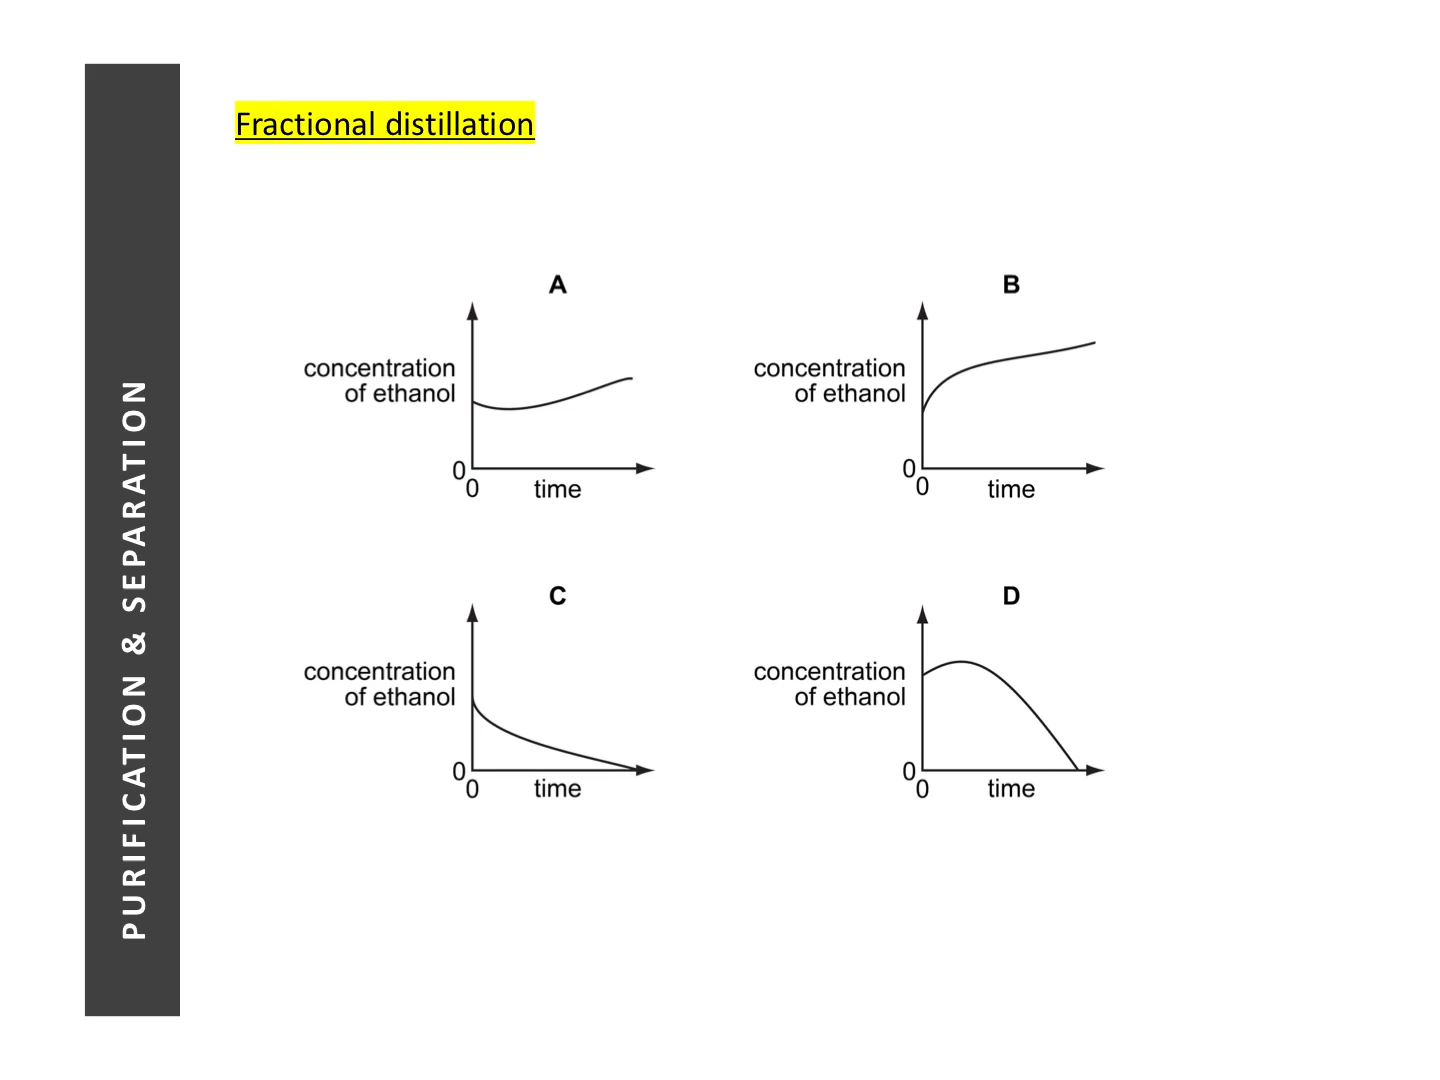 PURIFICATION & SEPARATION
Fractional distillation
A
concentration
of ethanol
0
0
time
B
concentration
of ethanol
0
0
time
C
concentration
of ethanol
0
0
time
D
concentration
of ethanol
0
0
time